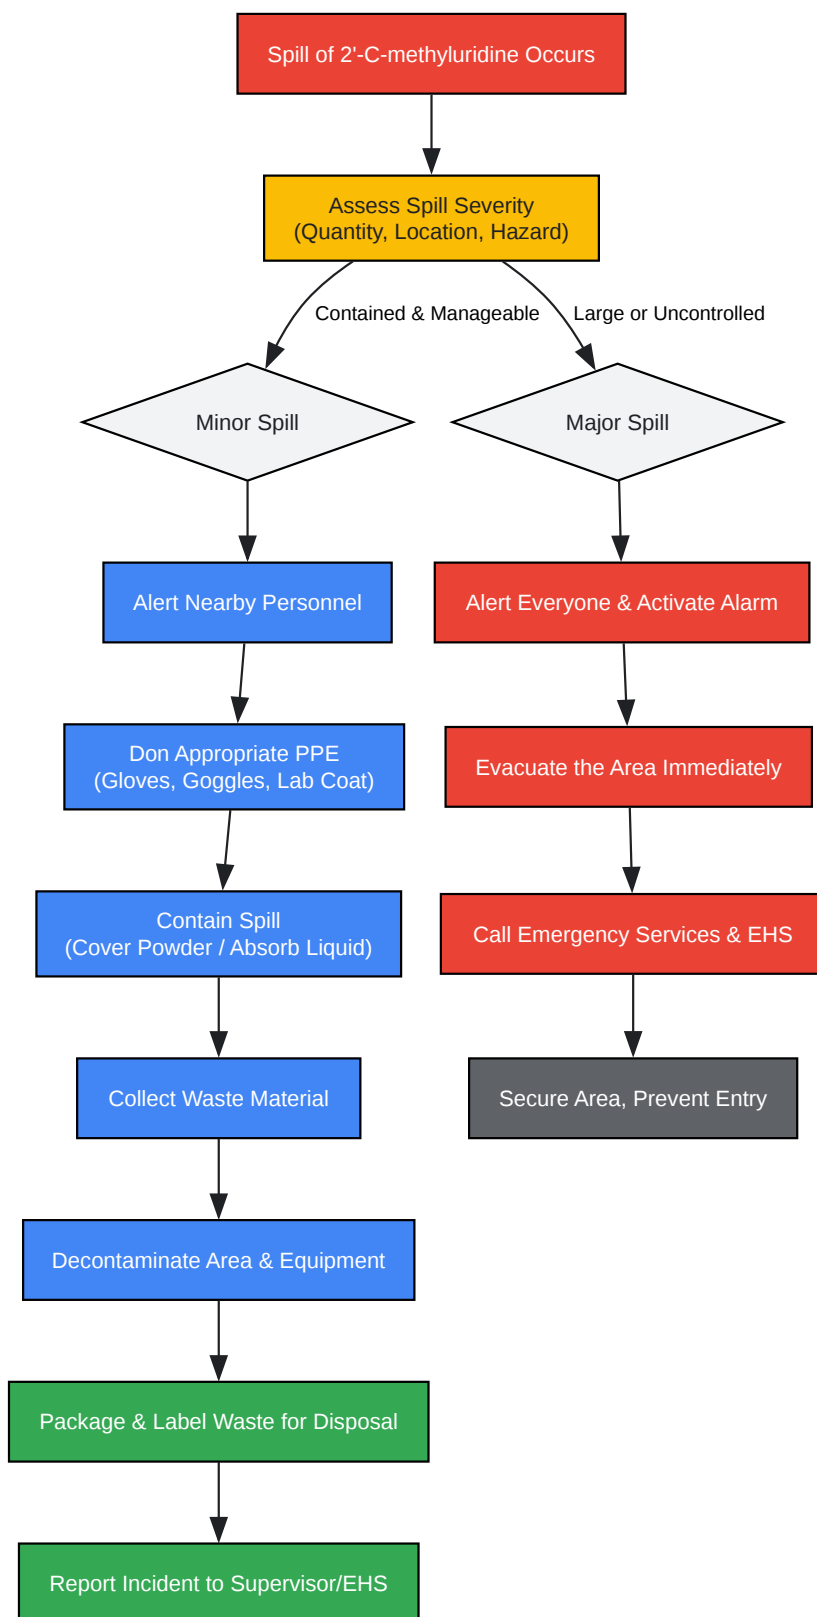 Spill of 2'-C-methyluridine Occurs
Assess Spill Severity
(Quantity, Location, Hazard)
Contained & Manageable
Large or Uncontrolled
Minor Spill
Major Spill
Alert Nearby Personnel
Alert Everyone & Activate Alarm
Don Appropriate PPE
(Gloves, Goggles, Lab Coat)
Evacuate the Area Immediately
Contain Spill
(Cover Powder / Absorb Liquid)
Call Emergency Services & EHS
Collect Waste Material
Secure Area, Prevent Entry
Decontaminate Area & Equipment
Package & Label Waste for Disposal
Report Incident to Supervisor/EHS